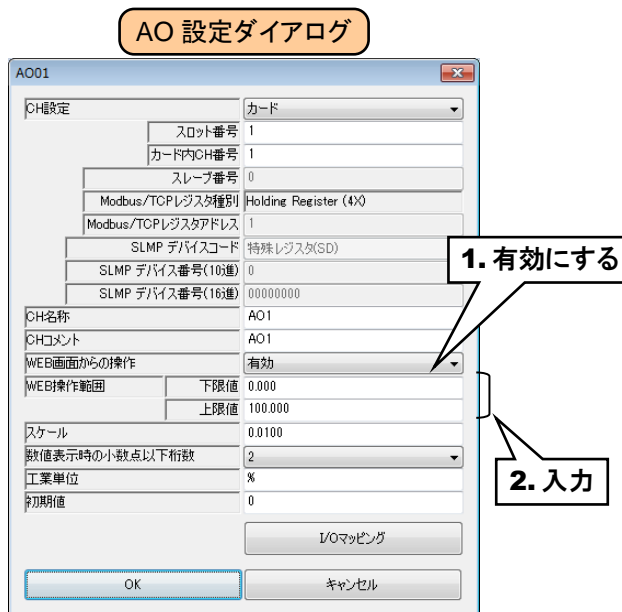 AO 設定ダイアログ
AO01
CH設定 カード
スロット番号 1
カード内CH番号 1
スレーブ番号 0
Modbus/TCPレジスタ種別 Holding Register (4X)
Modbus/TCPレジスタアドレス 1
SLMP デバイスコード 特殊レジスタ(SD)
SLMP デバイス番号(10進) 0
SLMP デバイス番号(16進) 00000000
1. 有効にする
CH名称 AO1
CHコメント AO1
WEB画面からの操作 有効
WEB操作範囲 下限値 0.000
上限値 100.000
スケール 0.0100
数値表示時の小数点以下桁数 2
工業単位 %
2. 入力
初期値 0
I/Oマッピング
OK キャンセル